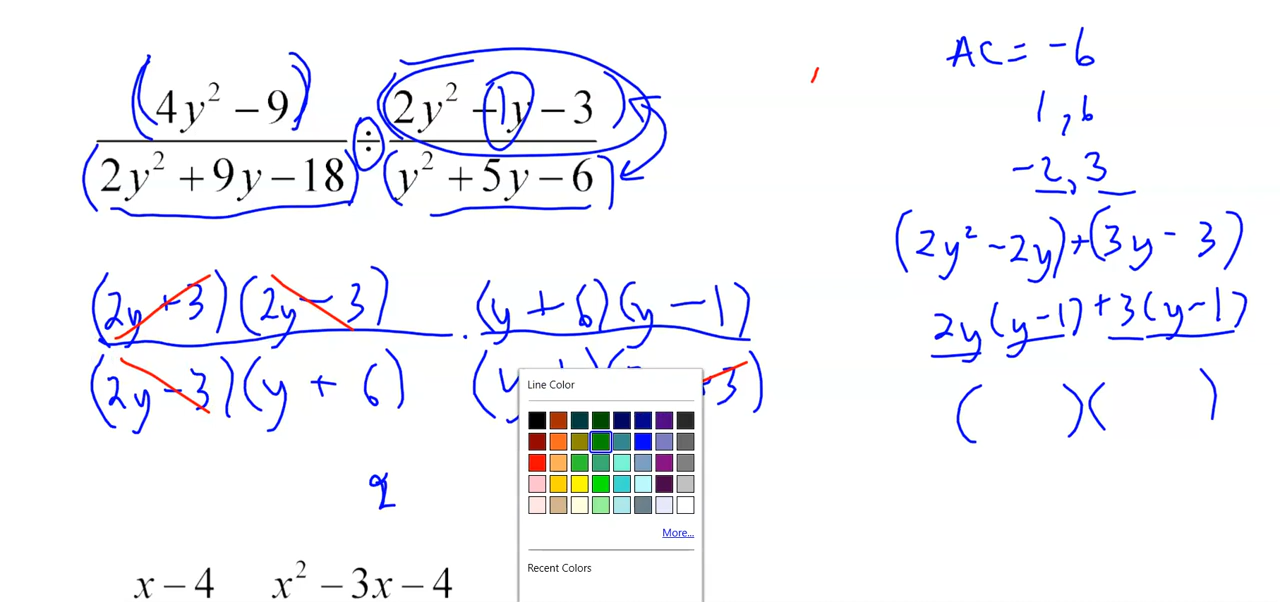 (4y² − 9) ÷ (2y² −1y − 3)
(2y² + 9y − 18) (y² + 5y − 6)
(2y + 3)(2y − 3) · (y + 6)(y − 1)
(2y − 3)(y + 6) (y 3)
q
x − 4 x² − 3x − 4
AC = −6
1, 6
−2, 3
(2y² − 2y) + (3y − 3)
2y(y − 1) + 3(y − 1)
( )( )
Line Color
More...
Recent Colors